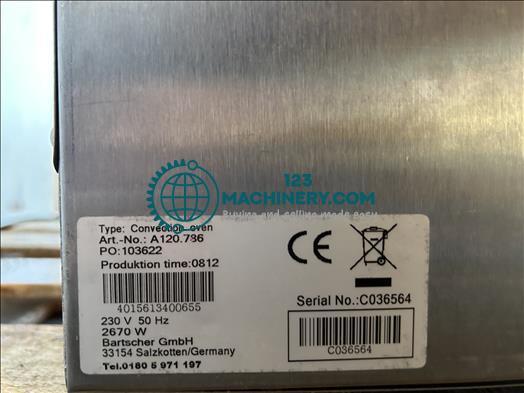 123
MACHINERY.COM
Buying and selling made easy
Type: Convection oven
Art.-No.: A120.786
PO:103622
Produktion time:0812
4015613400655
230 V 50 Hz
2670 W
Bartscher GmbH
33154 Salzkotten/Germany
Tel.0180 5 971 197
CE
Serial No.:C036564
C036564